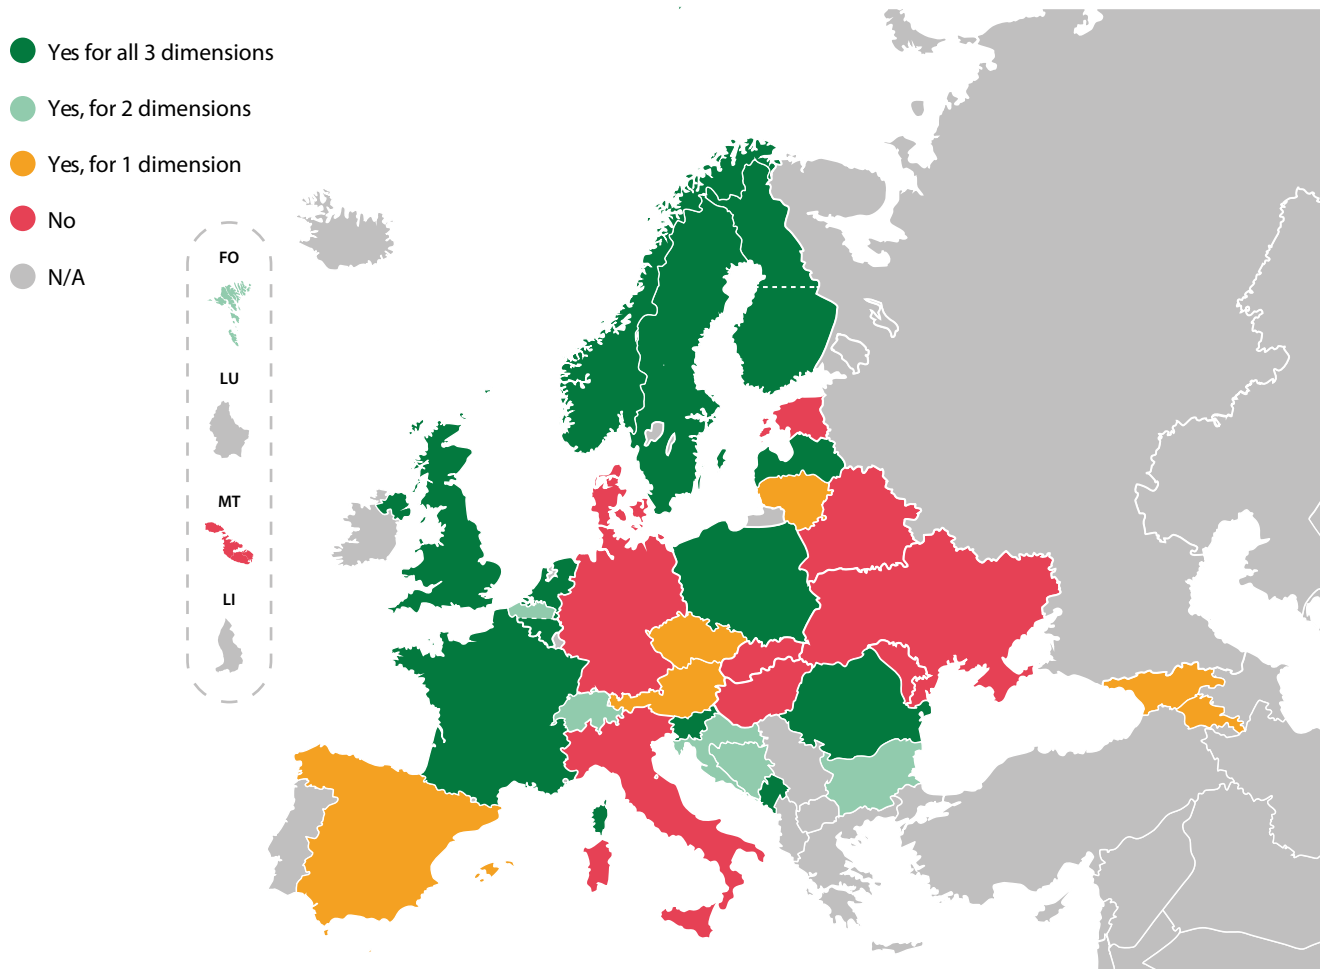 Yes for all 3 dimensions
Yes, for 2 dimensions
Yes, for 1 dimension
No
N/A
FO
LU
MT
LI